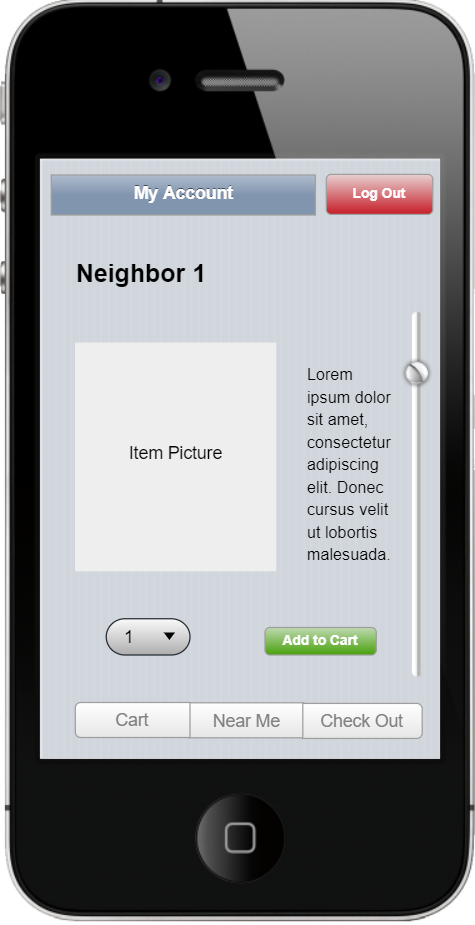 My Account
Log Out
Neighbor 1
Item Picture
Lorem
ipsum dolor
sit amet,
consectetur
adipiscing
elit. Donec
cursus velit
ut lobortis
malesuada.
1
Add to Cart
Cart
Near Me
Check Out